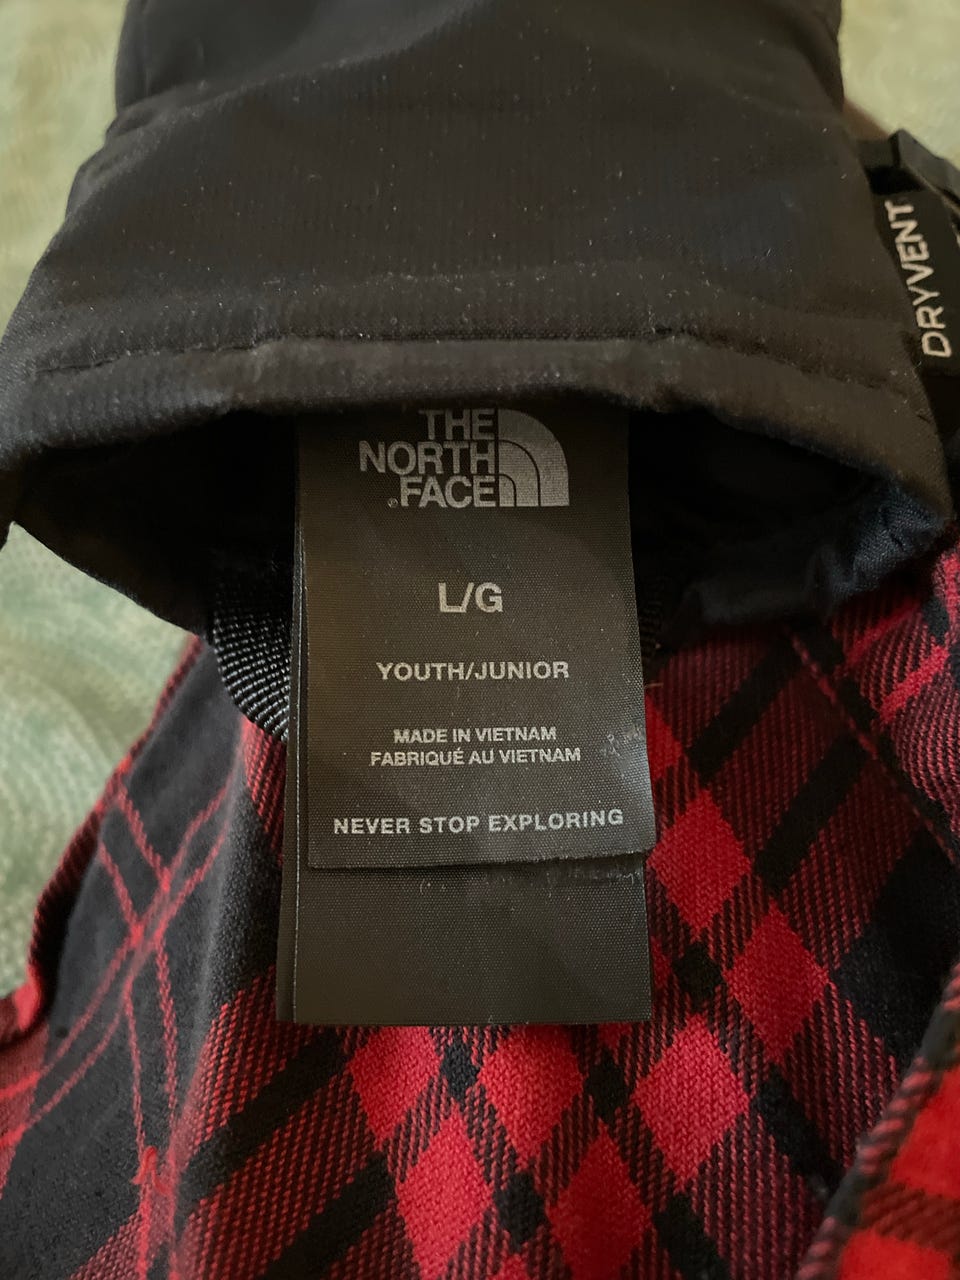 THE
NORTH
FACE
L/G
YOUTH/JUNIOR
MADE IN VIETNAM
FABRIQUÉ AU VIETNAM
NEVER STOP EXPLORING
DRYVENT